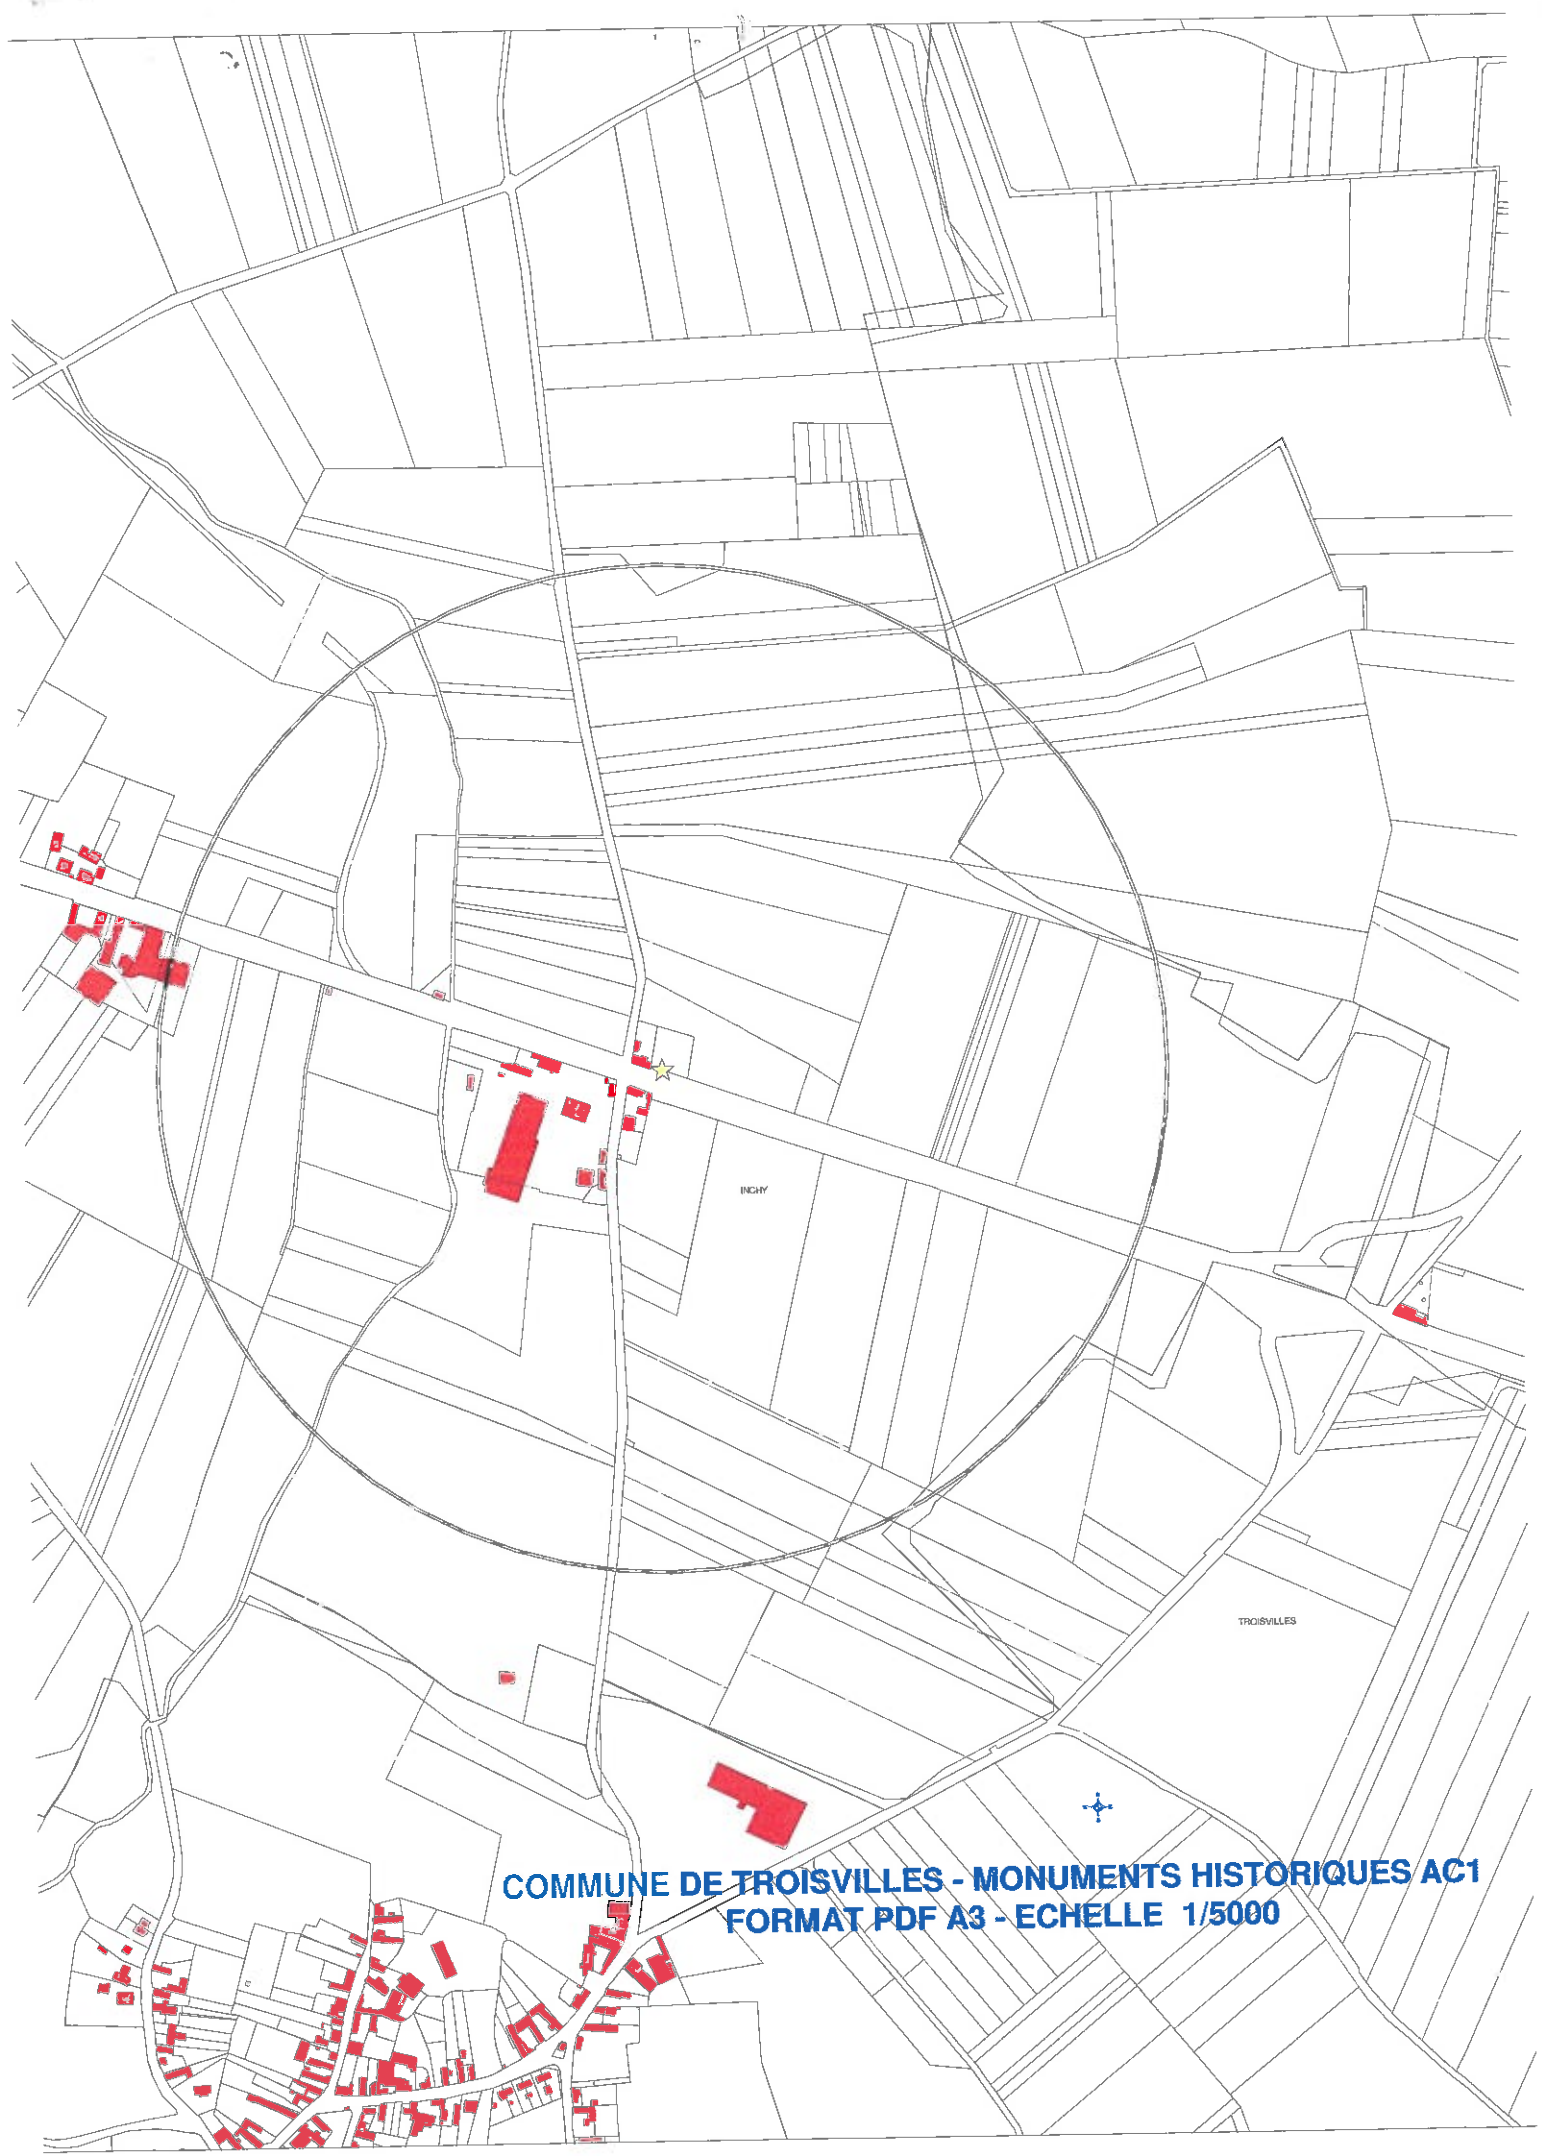 INCHY
TROISVILLES
COMMUNE DE TROISVILLES - MONUMENTS HISTORIQUES AC1
FORMAT PDF A3 - ECHELLE 1/5000